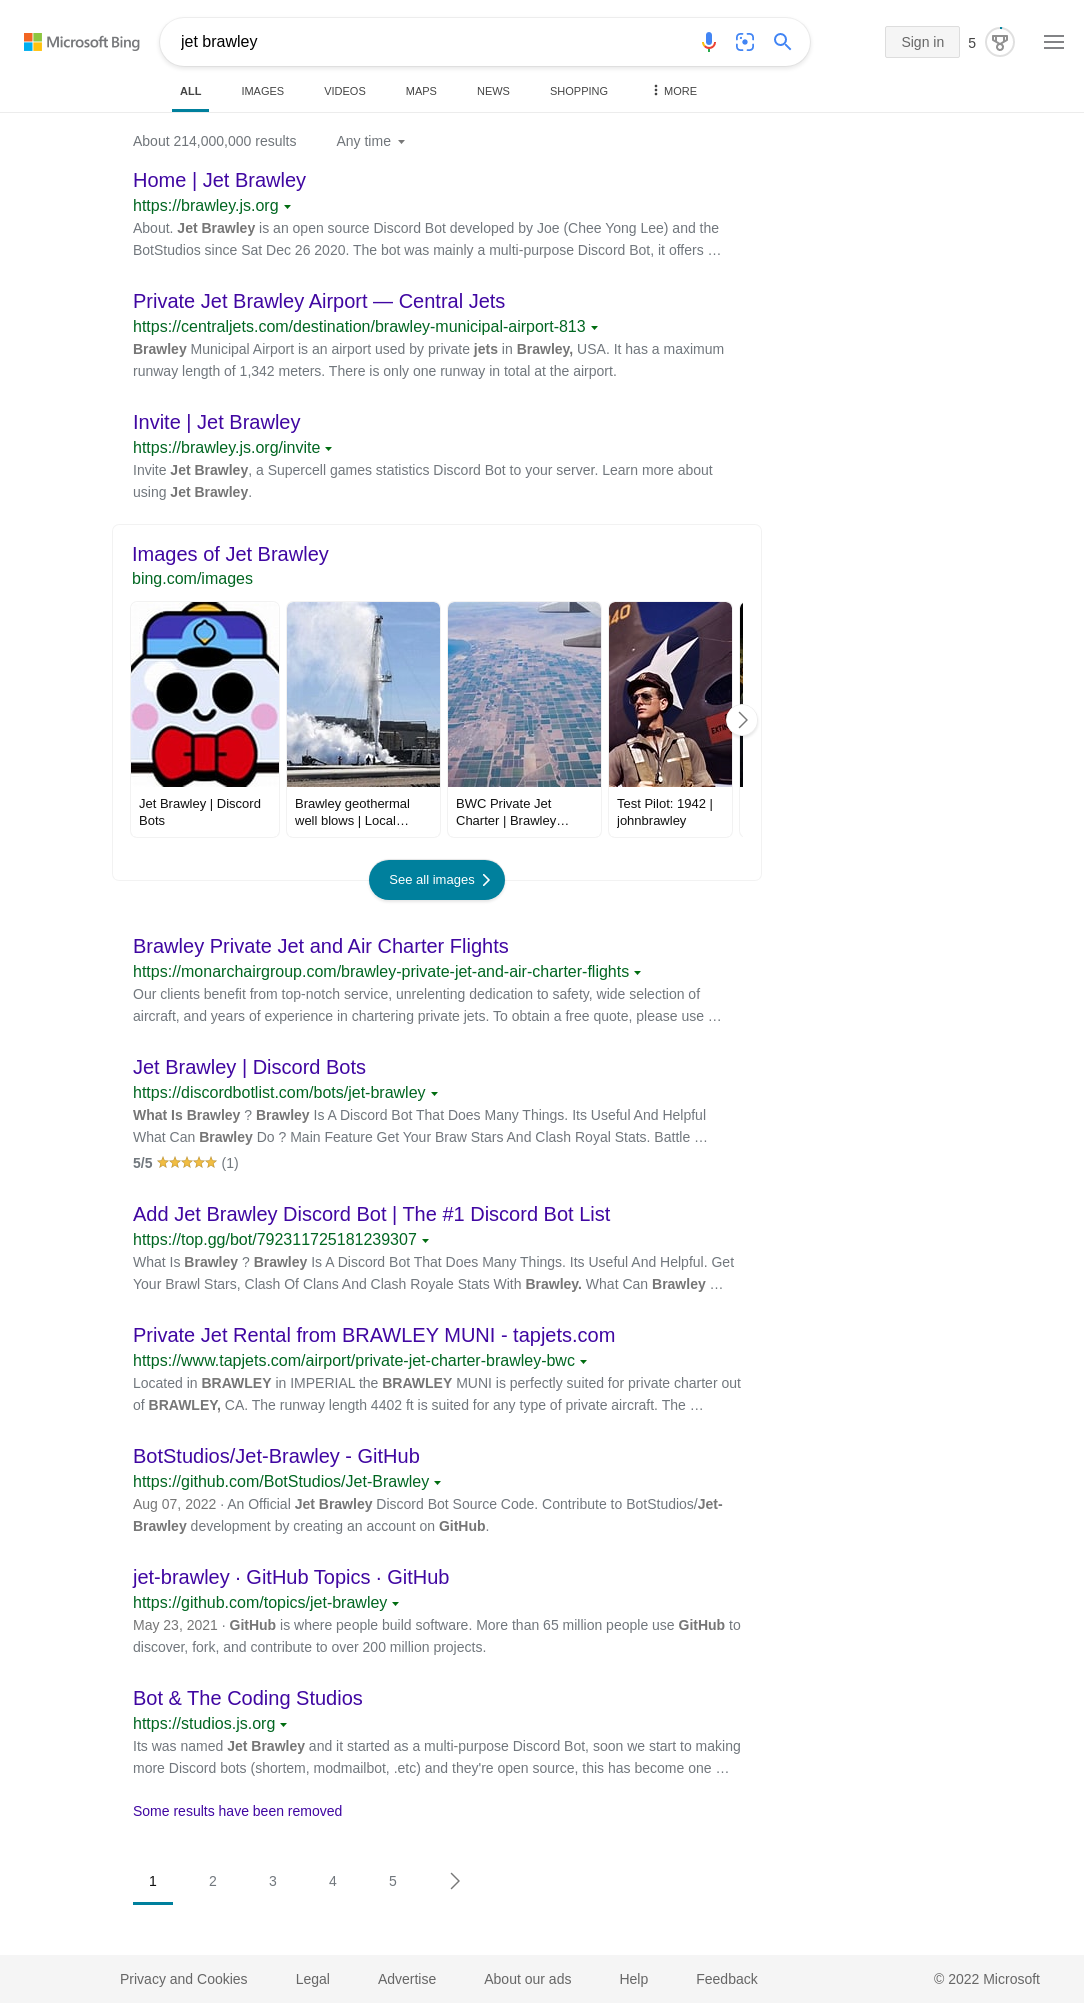 Microsoft Bing
jet brawley
Sign in
5
ALL
IMAGES
VIDEOS
MAPS
NEWS
SHOPPING
MORE
About 214,000,000 results
Any time
Home | Jet Brawley
https://brawley.js.org
About. Jet Brawley is an open source Discord Bot developed by Joe (Chee Yong Lee) and the
BotStudios since Sat Dec 26 2020. The bot was mainly a multi-purpose Discord Bot, it offers …
Private Jet Brawley Airport — Central Jets
https://centraljets.com/destination/brawley-municipal-airport-813
Brawley Municipal Airport is an airport used by private jets in Brawley, USA. It has a maximum
runway length of 1,342 meters. There is only one runway in total at the airport.
Invite | Jet Brawley
https://brawley.js.org/invite
Invite Jet Brawley, a Supercell games statistics Discord Bot to your server. Learn more about
using Jet Brawley.
Images of Jet Brawley
bing.com/images
40
EXTIN
Jet Brawley | Discord
Bots
Brawley geothermal
well blows | Local…
BWC Private Jet
Charter | Brawley…
Test Pilot: 1942 |
johnbrawley
See all images
Brawley Private Jet and Air Charter Flights
https://monarchairgroup.com/brawley-private-jet-and-air-charter-flights
Our clients benefit from top-notch service, unrelenting dedication to safety, wide selection of
aircraft, and years of experience in chartering private jets. To obtain a free quote, please use …
Jet Brawley | Discord Bots
https://discordbotlist.com/bots/jet-brawley
What Is Brawley ? Brawley Is A Discord Bot That Does Many Things. Its Useful And Helpful
What Can Brawley Do ? Main Feature Get Your Braw Stars And Clash Royal Stats. Battle …
5/5 ★★★★★ (1)
Add Jet Brawley Discord Bot | The #1 Discord Bot List
https://top.gg/bot/792311725181239307
What Is Brawley ? Brawley Is A Discord Bot That Does Many Things. Its Useful And Helpful. Get
Your Brawl Stars, Clash Of Clans And Clash Royale Stats With Brawley. What Can Brawley …
Private Jet Rental from BRAWLEY MUNI - tapjets.com
https://www.tapjets.com/airport/private-jet-charter-brawley-bwc
Located in BRAWLEY in IMPERIAL the BRAWLEY MUNI is perfectly suited for private charter out
of BRAWLEY, CA. The runway length 4402 ft is suited for any type of private aircraft. The …
BotStudios/Jet-Brawley - GitHub
https://github.com/BotStudios/Jet-Brawley
Aug 07, 2022 · An Official Jet Brawley Discord Bot Source Code. Contribute to BotStudios/Jet-
Brawley development by creating an account on GitHub.
jet-brawley · GitHub Topics · GitHub
https://github.com/topics/jet-brawley
May 23, 2021 · GitHub is where people build software. More than 65 million people use GitHub to
discover, fork, and contribute to over 200 million projects.
Bot & The Coding Studios
https://studios.js.org
Its was named Jet Brawley and it started as a multi-purpose Discord Bot, soon we start to making
more Discord bots (shortem, modmailbot, .etc) and they're open source, this has become one …
Some results have been removed
1
2
3
4
5
Privacy and Cookies
Legal
Advertise
About our ads
Help
Feedback
© 2022 Microsoft